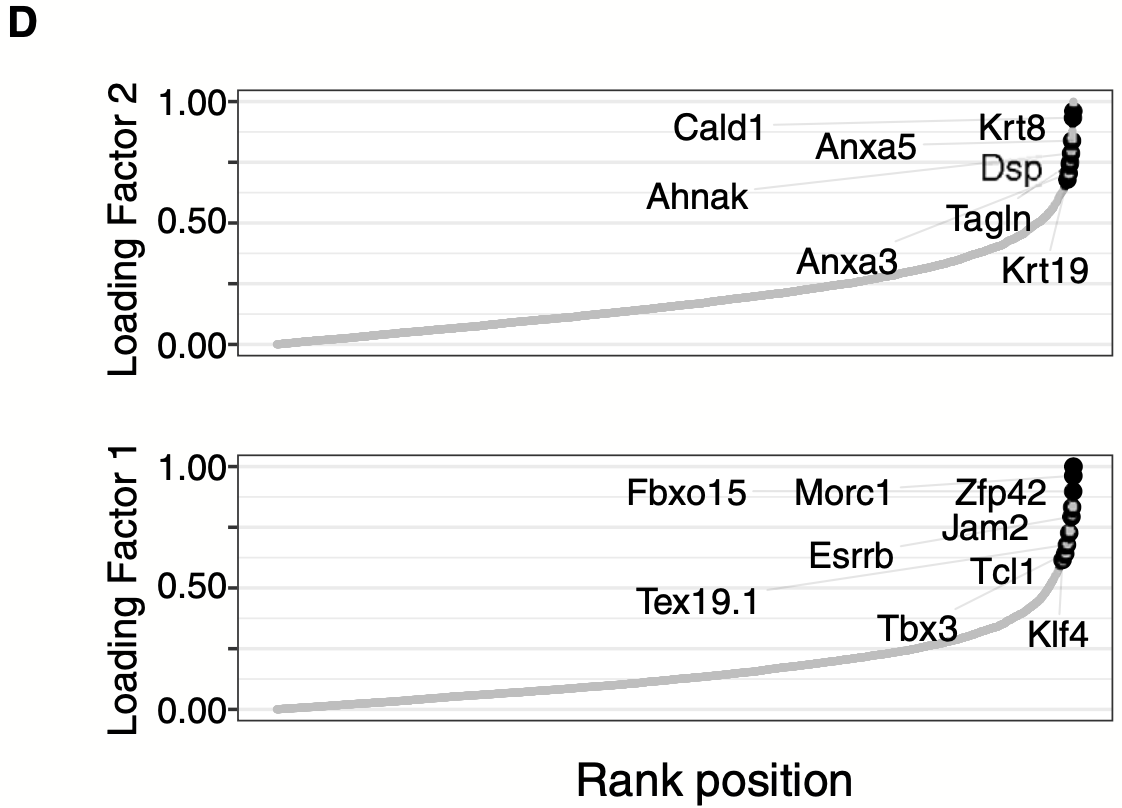 D
Loading Factor 2
1.00
0.50
0.00
Cald1
Krt8
Anxa5
Dsp
Ahnak
Tagln
Anxa3
Krt19
Loading Factor 1
1.00
0.50
0.00
Fbxo15
Morc1
Zfp42
Jam2
Esrrb
Tcl1
Tex19.1
Tbx3
Klf4
Rank position